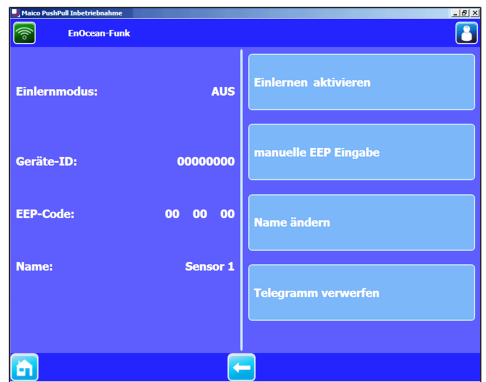 Maico PushPull Inbetriebnahme
EnOcean-Funk
Einlernmodus: AUS
Geräte-ID: 00000000
EEP-Code: 00 00 00
Name: Sensor 1
Einlernen aktivieren
manuelle EEP Eingabe
Name ändern
Telegramm verwerfen